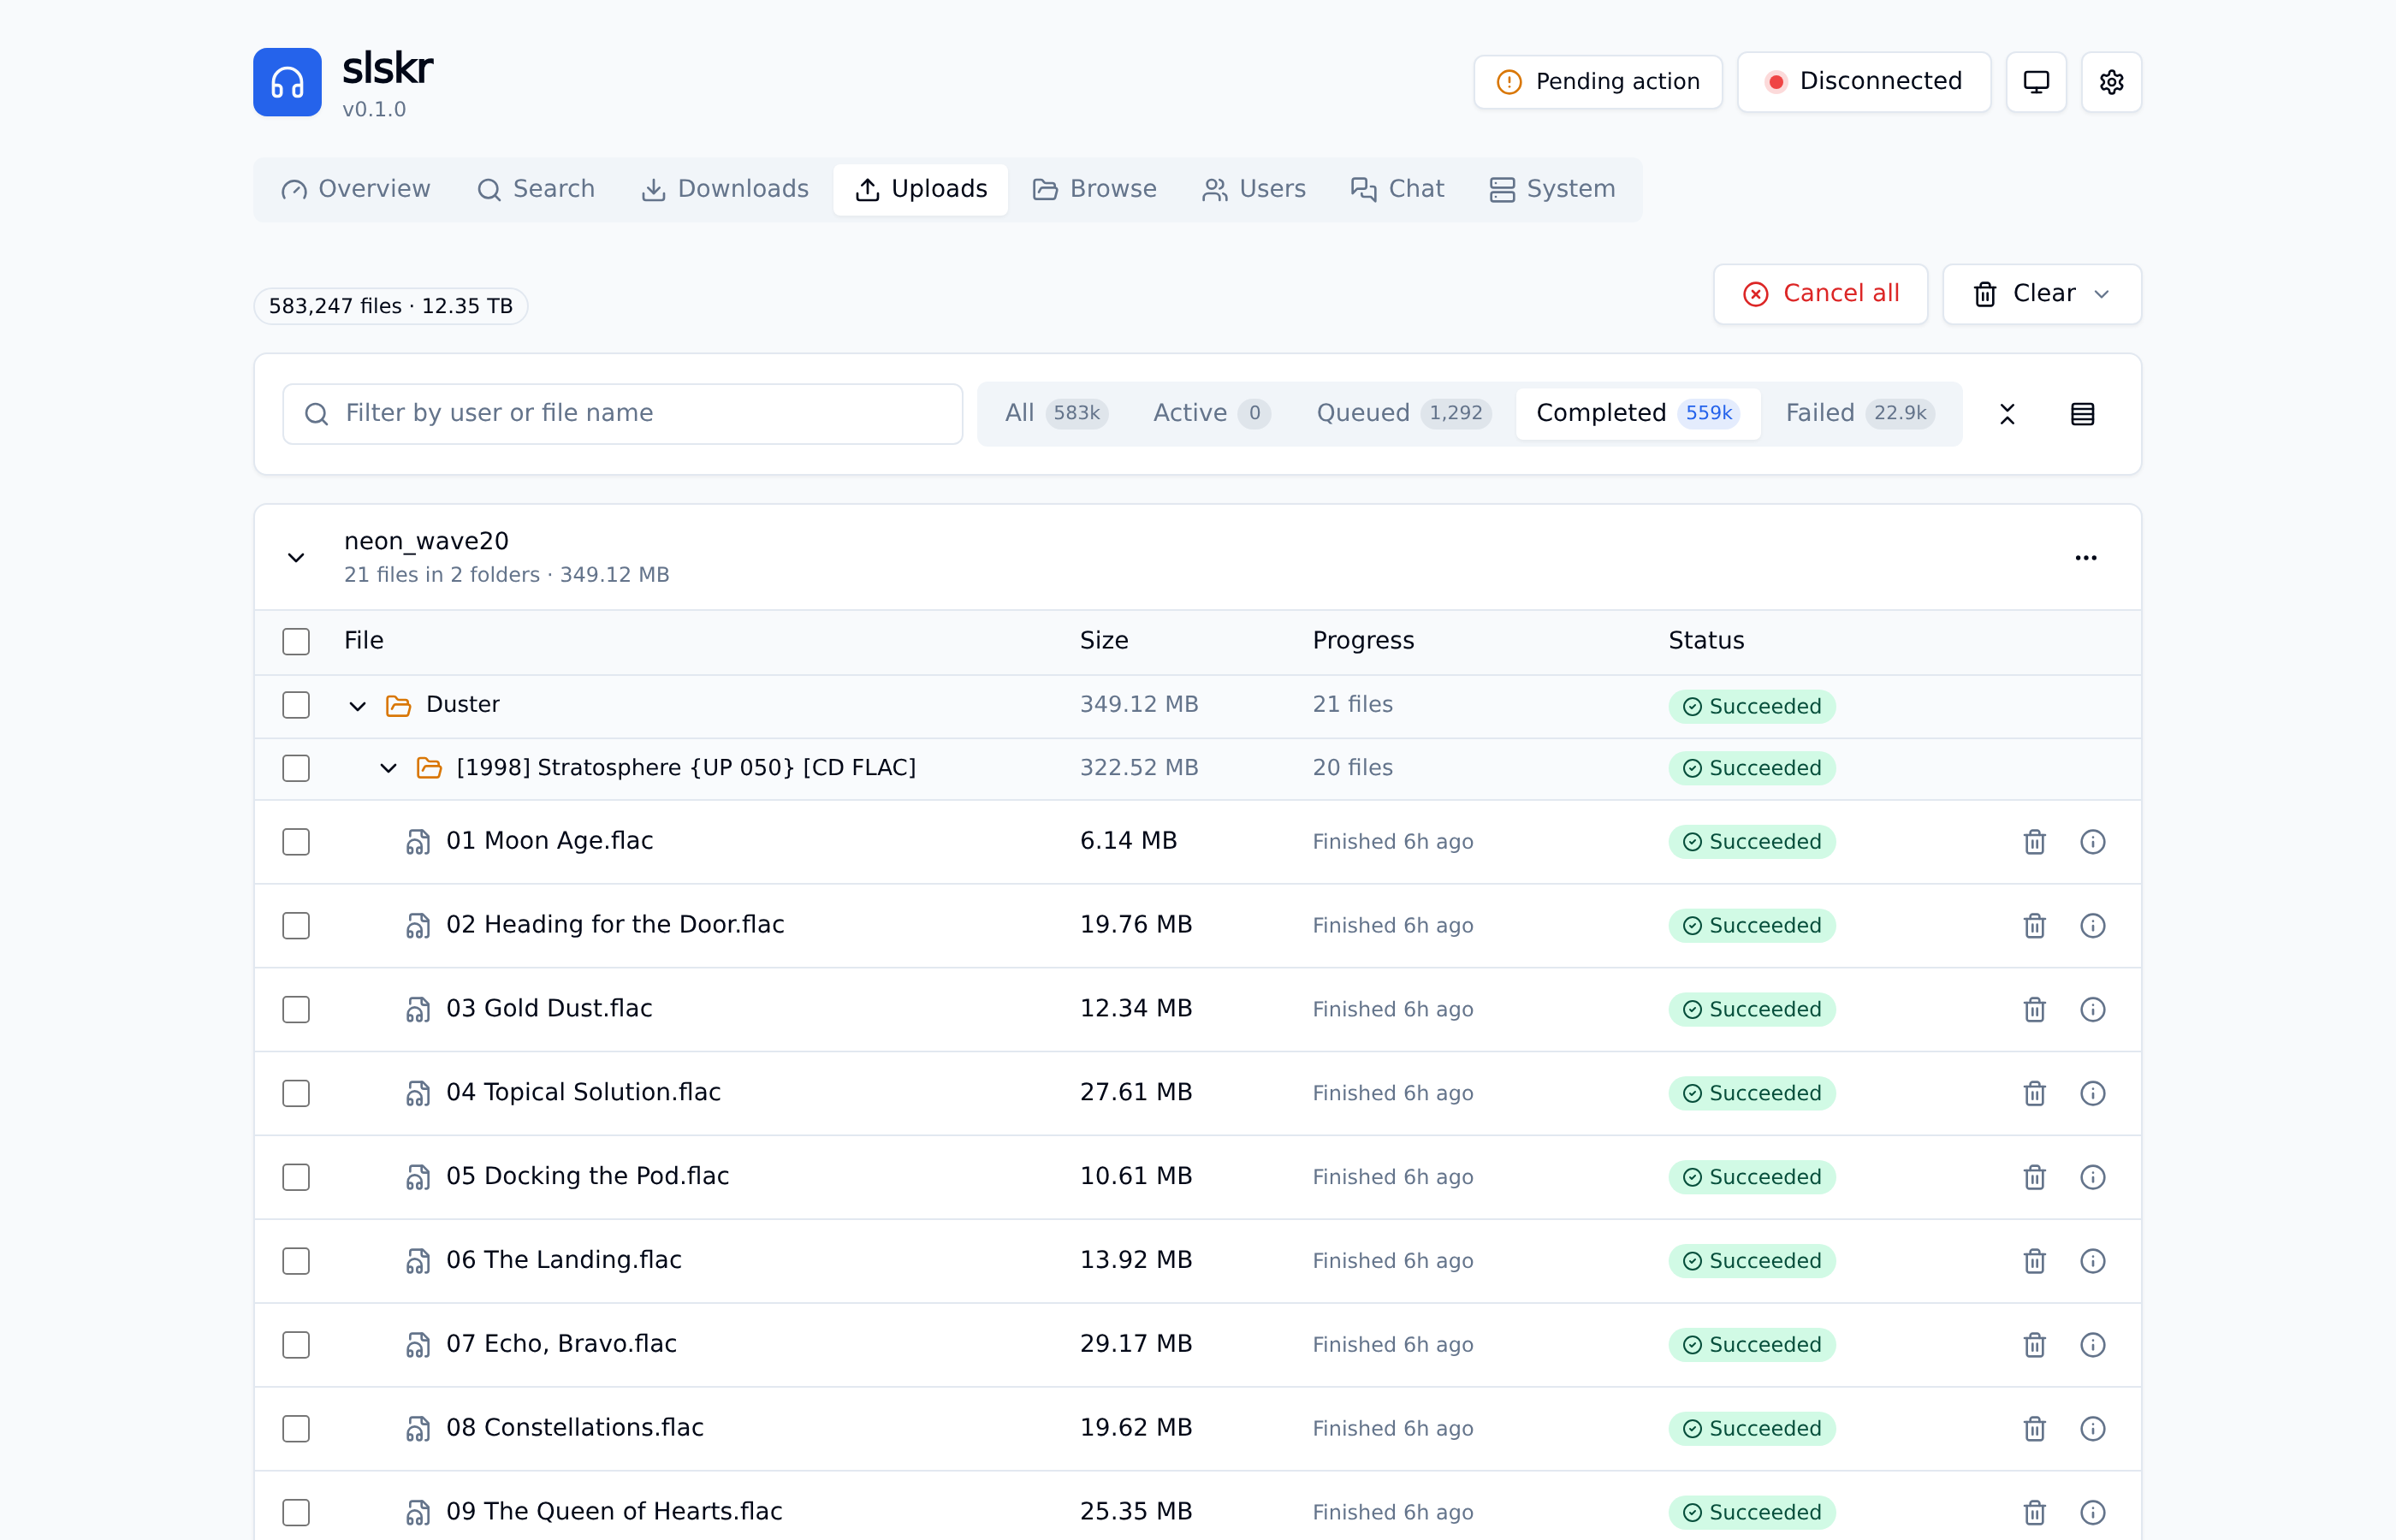 slskr
v0.1.0
Pending action
Disconnected
Overview
Search
Downloads
Uploads
Browse
Users
Chat
System
583,247 files · 12.35 TB
Cancel all
Clear
Filter by user or file name
All 583k
Active 0
Queued 1,292
Completed 559k
Failed 22.9k
neon_wave20
21 files in 2 folders · 349.12 MB
File Size Progress Status
Duster 349.12 MB 21 files Succeeded
[1998] Stratosphere {UP 050} [CD FLAC] 322.52 MB 20 files Succeeded
01 Moon Age.flac 6.14 MB Finished 6h ago Succeeded
02 Heading for the Door.flac 19.76 MB Finished 6h ago Succeeded
03 Gold Dust.flac 12.34 MB Finished 6h ago Succeeded
04 Topical Solution.flac 27.61 MB Finished 6h ago Succeeded
05 Docking the Pod.flac 10.61 MB Finished 6h ago Succeeded
06 The Landing.flac 13.92 MB Finished 6h ago Succeeded
07 Echo, Bravo.flac 29.17 MB Finished 6h ago Succeeded
08 Constellations.flac 19.62 MB Finished 6h ago Succeeded
09 The Queen of Hearts.flac 25.35 MB Finished 6h ago Succeeded